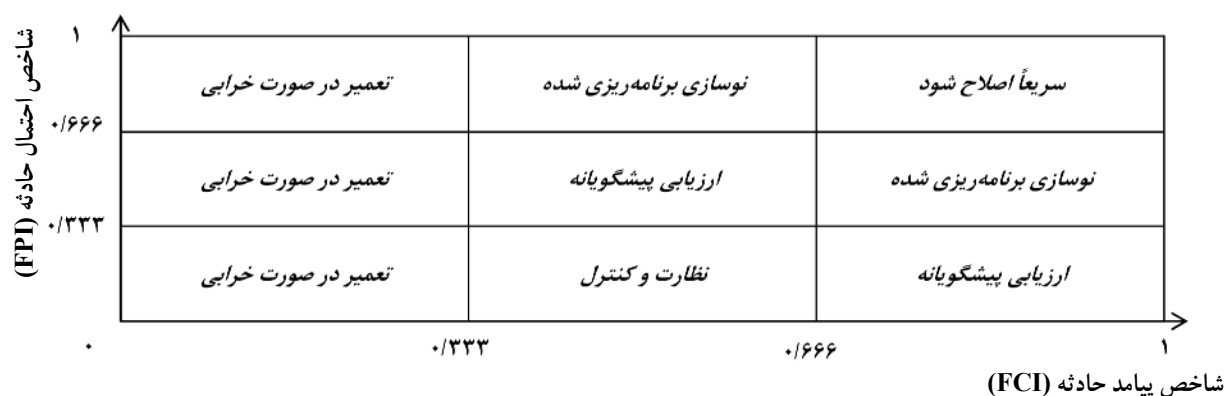 شاخص احتمال حادثه (FPI)
۱
سریعاً اصلاح شود
نوسازی برنامه‌ریزی شده
تعمیر در صورت خرابی
۰/۶۶۶
نوسازی برنامه‌ریزی شده
ارزیابی پیشگویانه
تعمیر در صورت خرابی
۰/۳۳۳
ارزیابی پیشگویانه
نظارت و کنترل
تعمیر در صورت خرابی
۰
۰/۳۳۳
۰/۶۶۶
۱
شاخص پیامد حادثه (FCI)